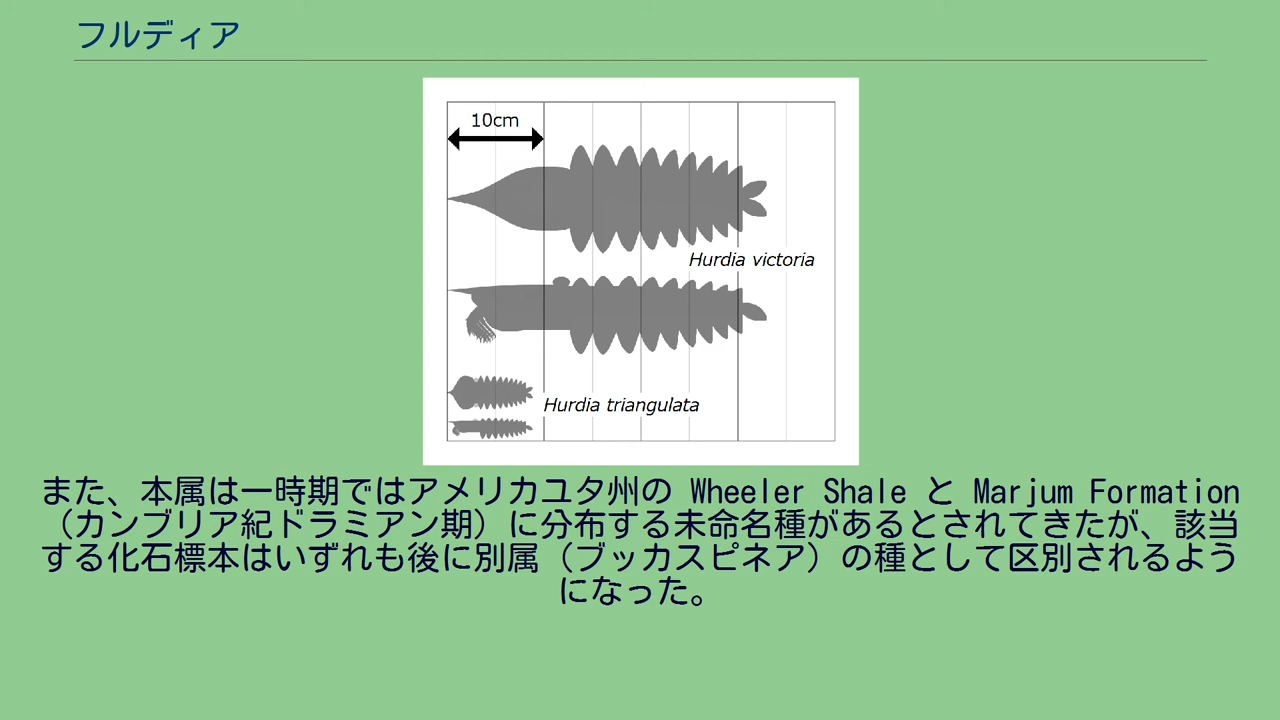 フルディア
10cm
Hurdia victoria
Hurdia triangulata
また、本属は一時期ではアメリカユタ州の Wheeler Shale と Marjum Formation
（カンブリア紀ドラミアン期）に分布する未命名種があるとされてきたが、該当
する化石標本はいずれも後に別属（ブッカスピネア）の種として区別されるよう
になった。